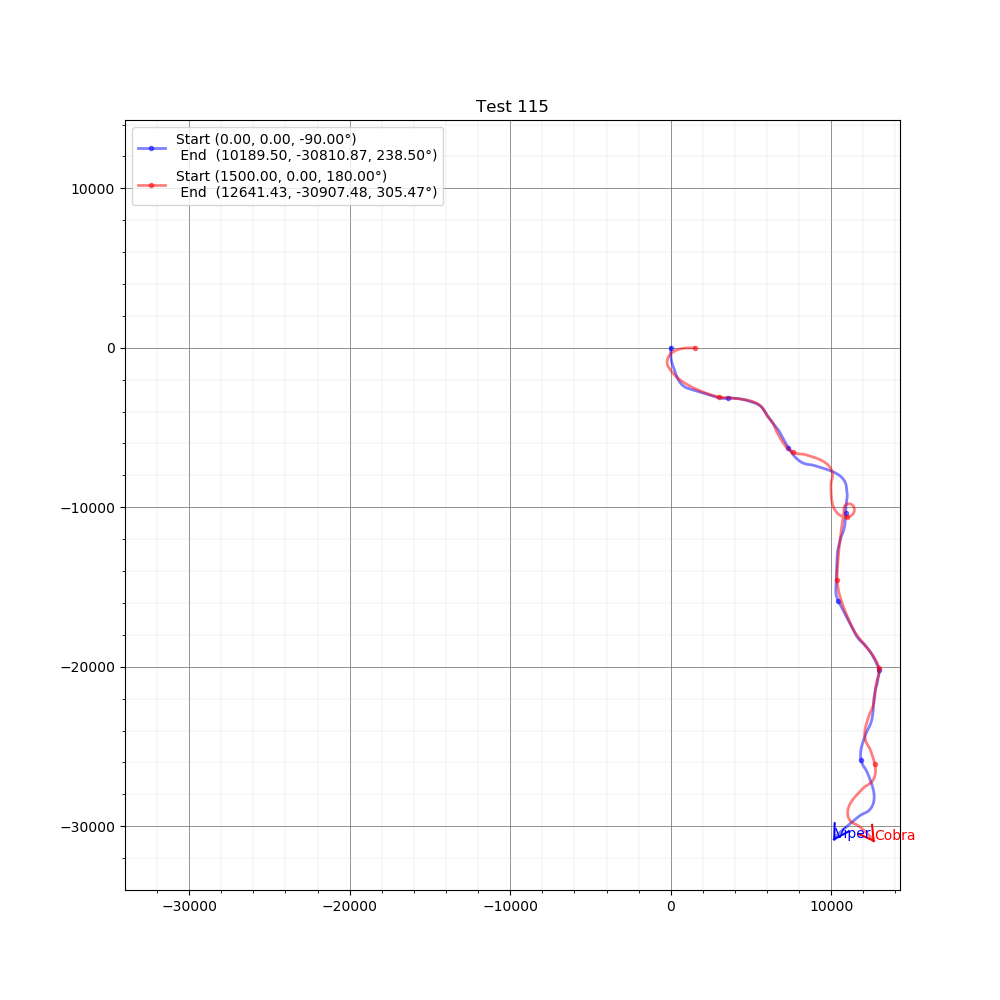 Test 115
Start (0.00, 0.00, -90.00°)
End  (10189.50, -30810.87, 238.50°)
Start (1500.00, 0.00, 180.00°)
End  (12641.43, -30907.48, 305.47°)
10000
0
−10000
−20000
−30000
Viper
Cobra
−30000
−20000
−10000
0
10000